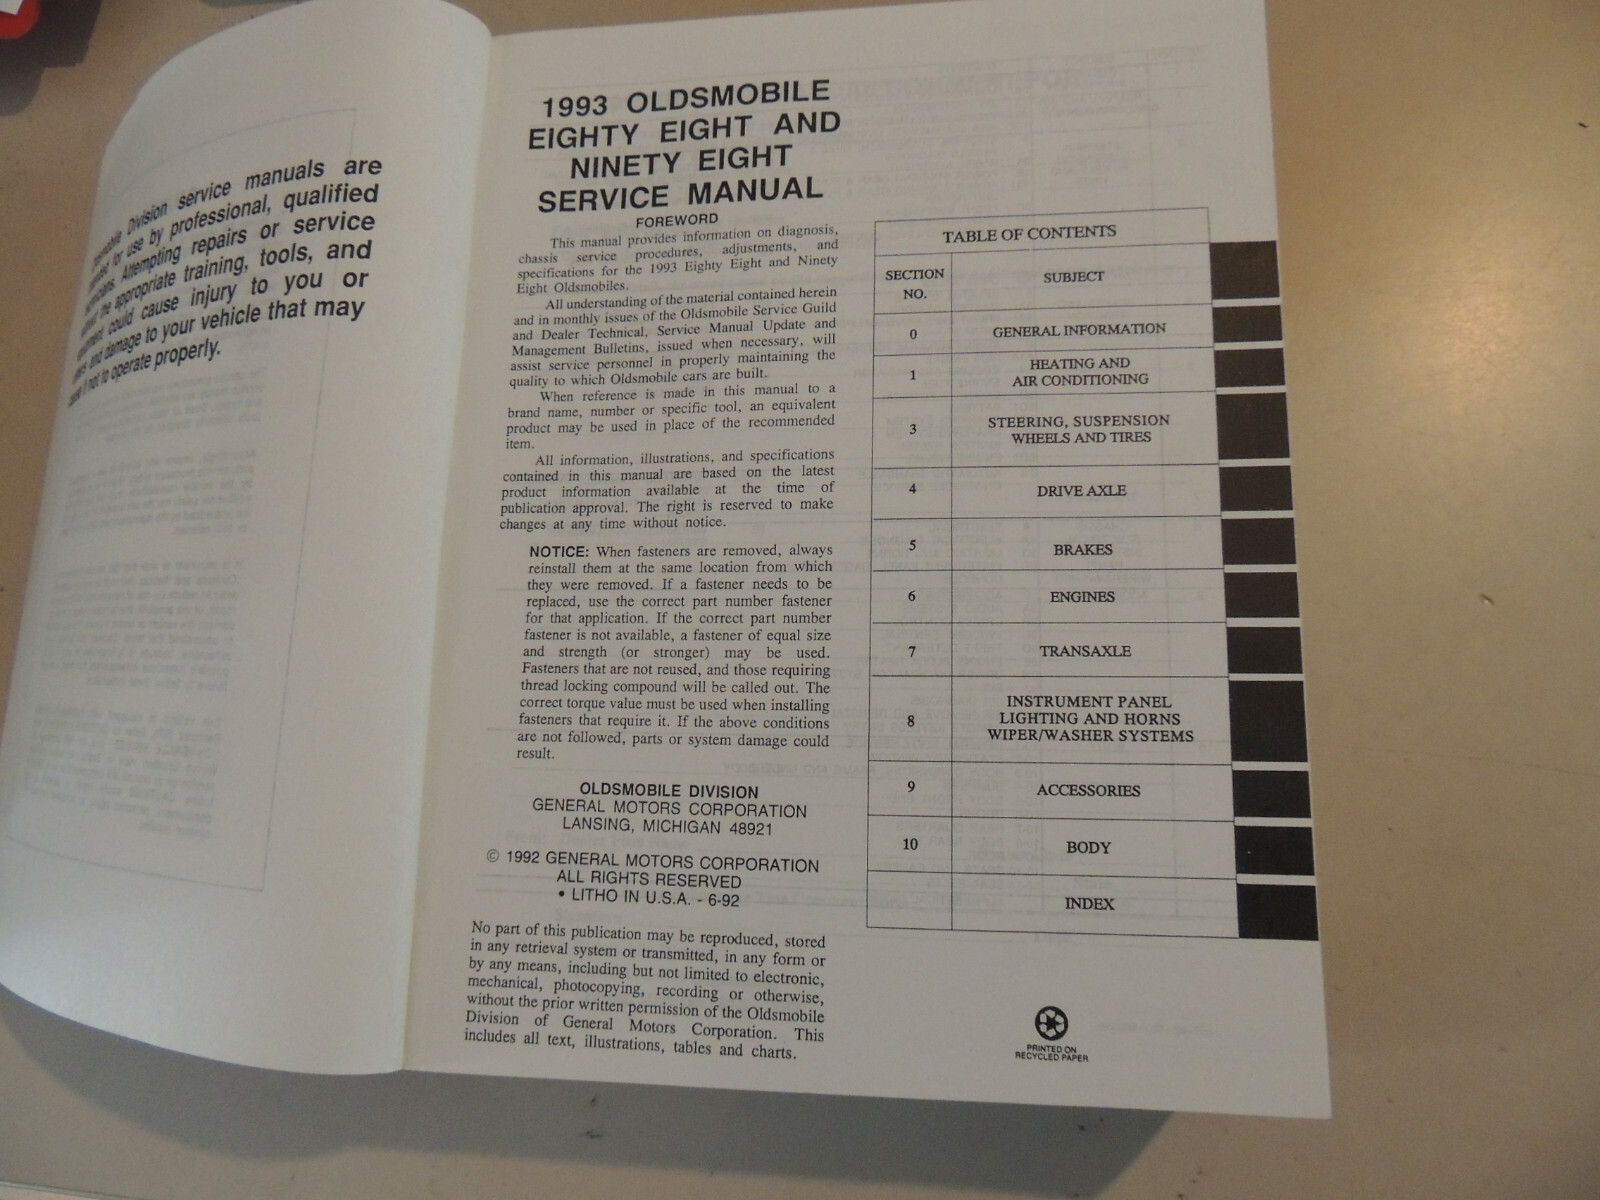 Division service manuals are
for use by professional, qualified
Attempting repairs or service
the appropriate training, tools, and
could cause injury to you or
and damage to your vehicle that may
it not to operate properly.
1993 OLDSMOBILE
EIGHTY EIGHT AND
NINETY EIGHT
SERVICE MANUAL
FOREWORD
This manual provides information on diagnosis,
chassis service procedures, adjustments, and
specifications for the 1993 Eighty Eight and Ninety
Eight Oldsmobiles.
All understanding of the material contained herein
and in monthly issues of the Oldsmobile Service Guild
and Dealer Technical, Service Manual Update and
Management Bulletins, issued when necessary, will
assist service personnel in properly maintaining the
quality to which Oldsmobile cars are built.
When reference is made in this manual to a
brand name, number or specific tool, an equivalent
product may be used in place of the recommended
item.
All information, illustrations, and specifications
contained in this manual are based on the latest
product information available at the time of
publication approval. The right is reserved to make
changes at any time without notice.
NOTICE: When fasteners are removed, always
reinstall them at the same location from which
they were removed. If a fastener needs to be
replaced, use the correct part number fastener
for that application. If the correct part number
fastener is not available, a fastener of equal size
and strength (or stronger) may be used.
Fasteners that are not reused, and those requiring
thread locking compound will be called out. The
correct torque value must be used when installing
fasteners that require it. If the above conditions
are not followed, parts or system damage could
result.
OLDSMOBILE DIVISION
GENERAL MOTORS CORPORATION
LANSING, MICHIGAN 48921
© 1992 GENERAL MOTORS CORPORATION
ALL RIGHTS RESERVED
• LITHO IN U.S.A. - 6-92
No part of this publication may be reproduced, stored
in any retrieval system or transmitted, in any form or
by any means, including but not limited to electronic,
mechanical, photocopying, recording or otherwise,
without the prior written permission of the Oldsmobile
Division of General Motors Corporation. This
includes all text, illustrations, tables and charts.
TABLE OF CONTENTS
SECTION NO. SUBJECT
0 GENERAL INFORMATION
1 HEATING AND
AIR CONDITIONING
3 STEERING, SUSPENSION
WHEELS AND TIRES
4 DRIVE AXLE
5 BRAKES
6 ENGINES
7 TRANSAXLE
8 INSTRUMENT PANEL
LIGHTING AND HORNS
WIPER/WASHER SYSTEMS
9 ACCESSORIES
10 BODY
INDEX
PRINTED ON
RECYCLED PAPER